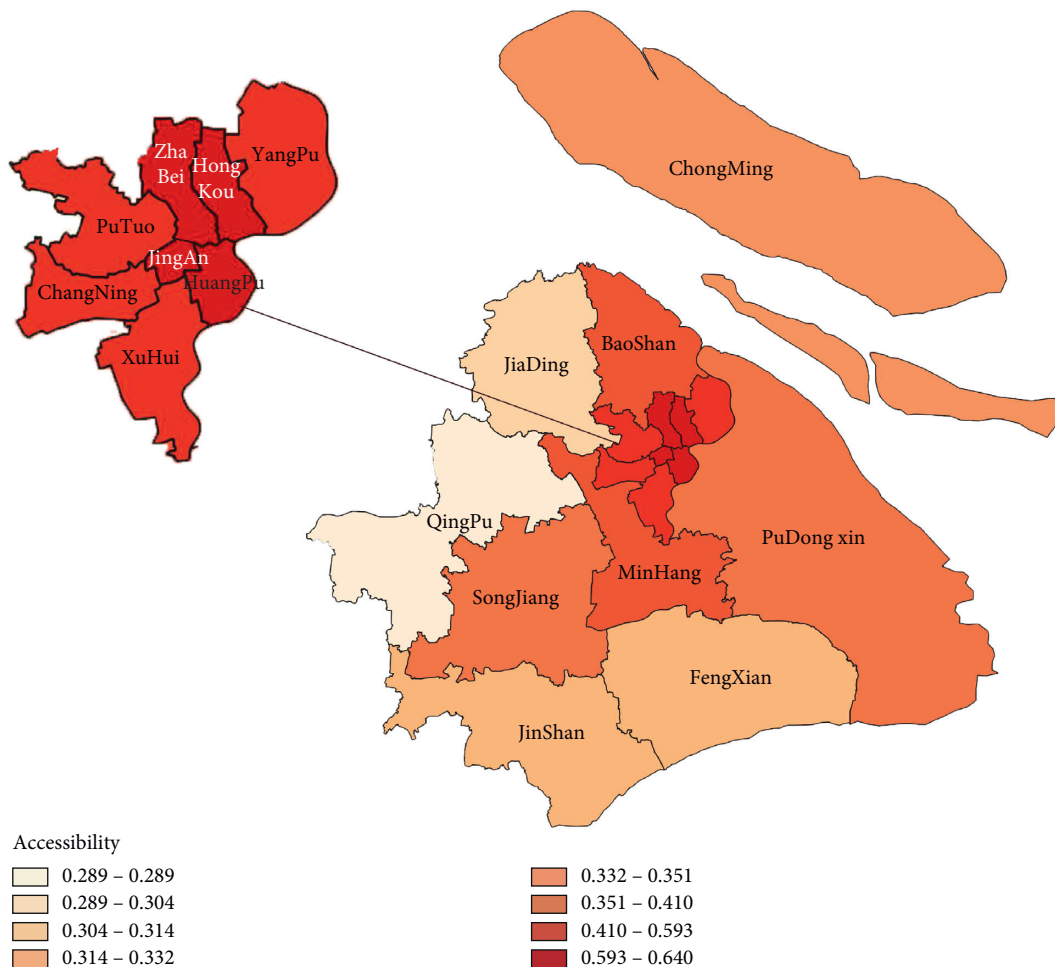 Zha
Bei
Hong
Kou
YangPu
PuTuo
JingAn
HuangPu
ChangNing
XuHui
ChongMing
BaoShan
JiaDing
QingPu
PuDong xin
MinHang
SongJiang
FengXian
JinShan
Accessibility
0.289 – 0.289
0.289 – 0.304
0.304 – 0.314
0.314 – 0.332
0.332 – 0.351
0.351 – 0.410
0.410 – 0.593
0.593 – 0.640